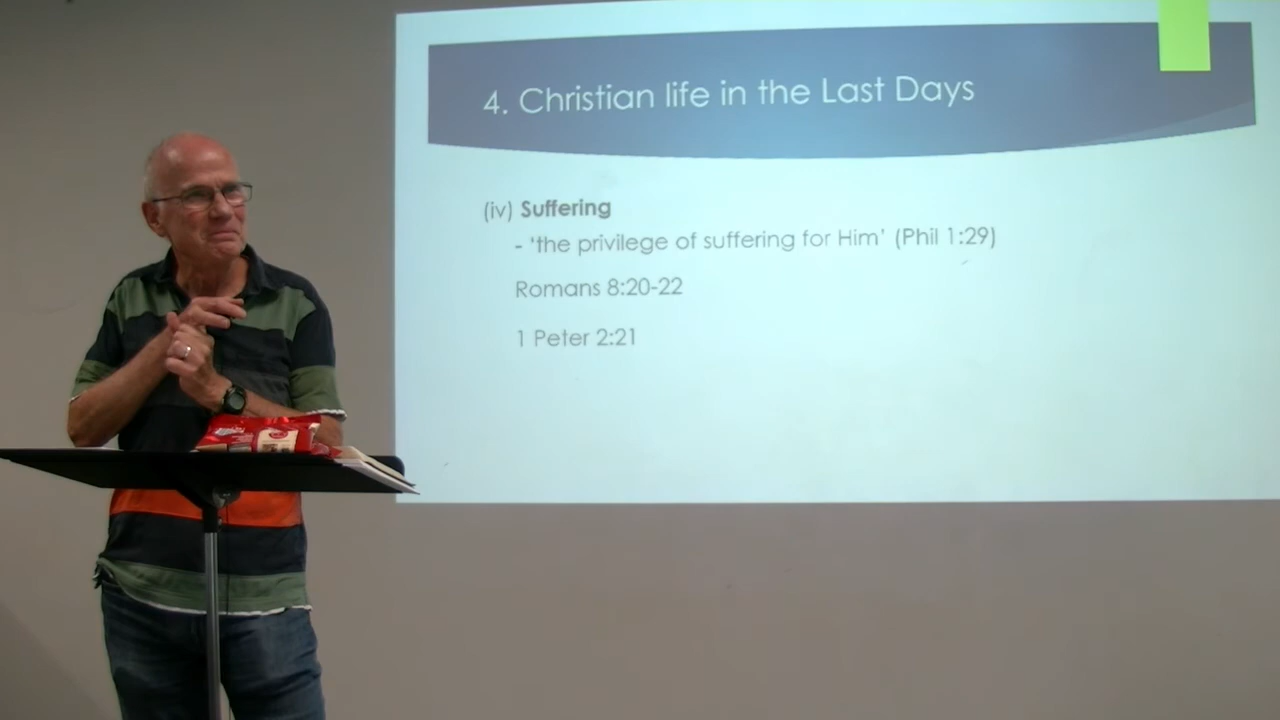 4. Christian life in the Last Days
(iv) Suffering
- ‘the privilege of suffering for Him’ (Phil 1:29)
Romans 8:20-22
1 Peter 2:21